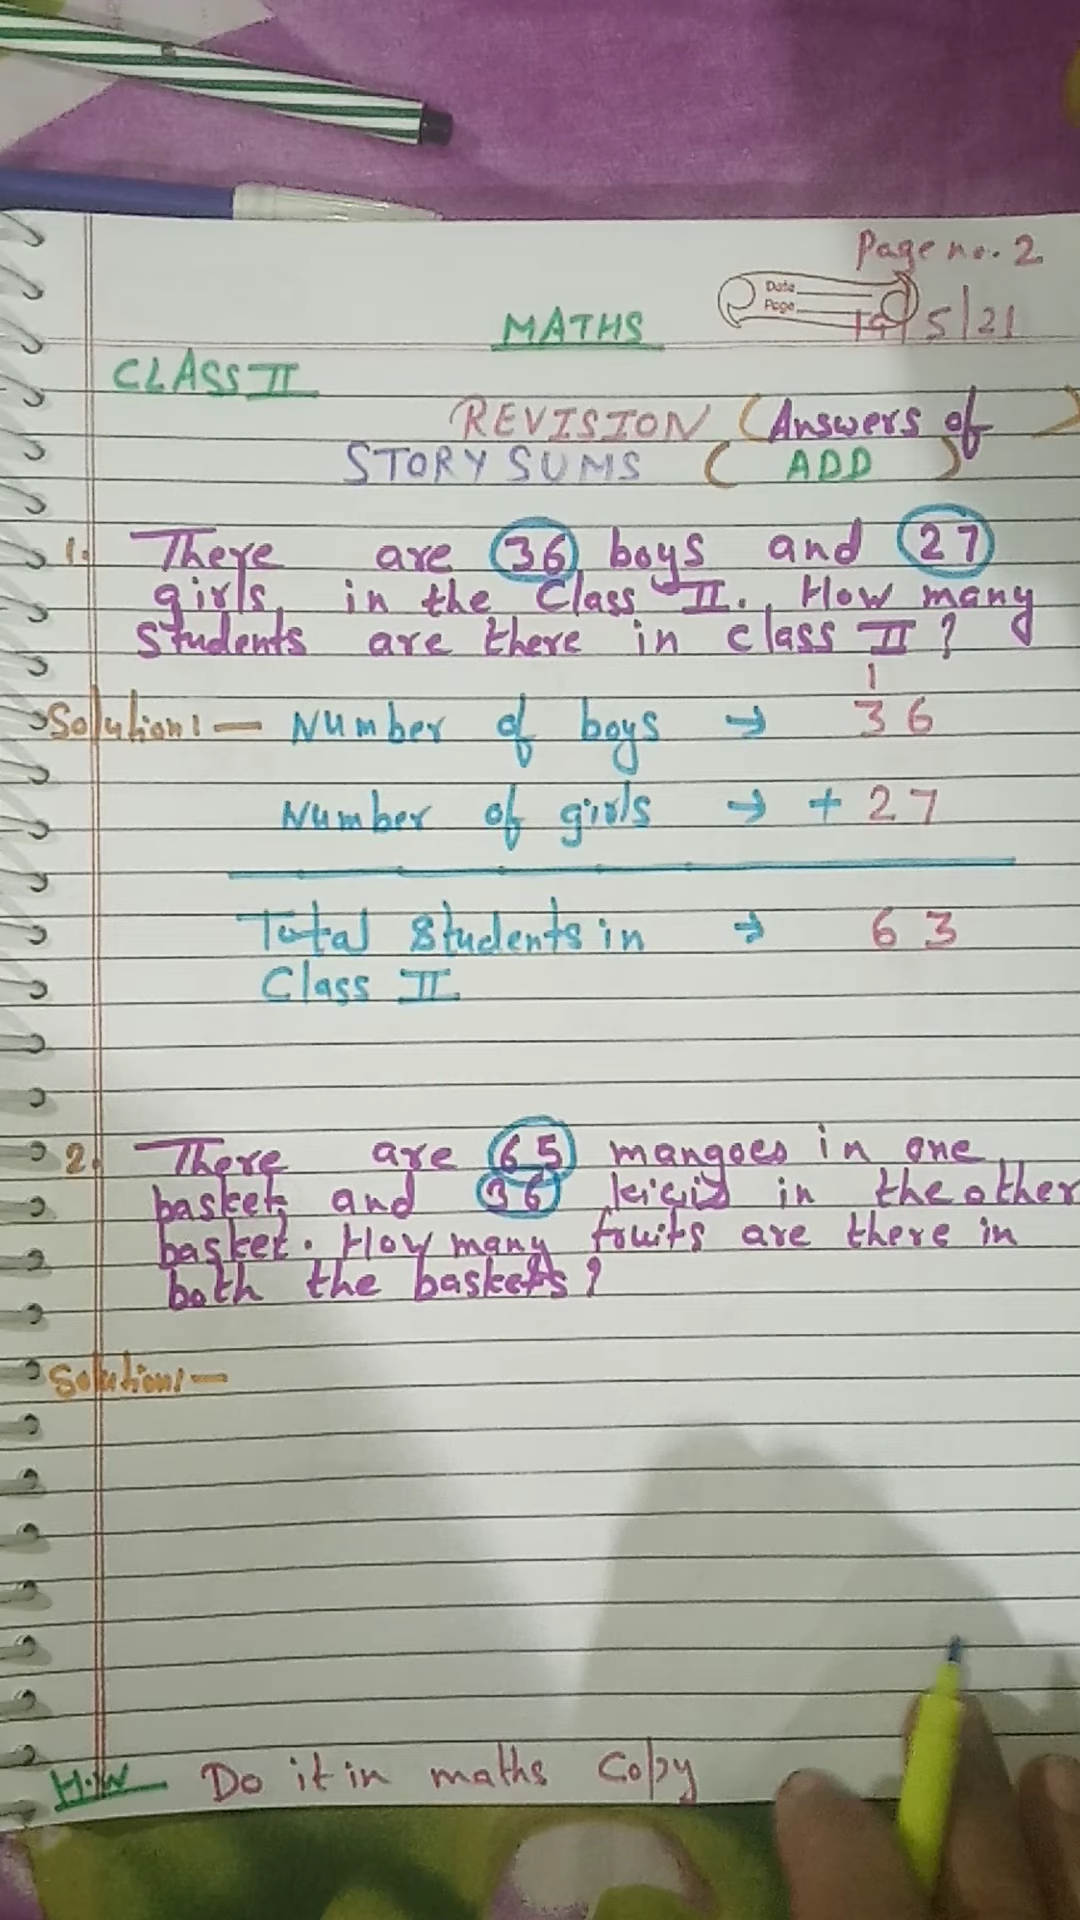 Page no. 2
Date
Page
19/5/21
MATHS
CLASS II
REVISION (Answers of)
STORY SUMS (ADD)
1. There are 36 boys and 27
girls, in the Class II. How many
students are there in class II?
1
Solution:- Number of boys → 36
Number of girls → + 27
Total Students in → 63
Class II
2. There are 65 mangoes in one
basket and 36 in the other
basket. How many fruits are there in
both the baskets?
Solution:-
H.W Do it in maths Copy